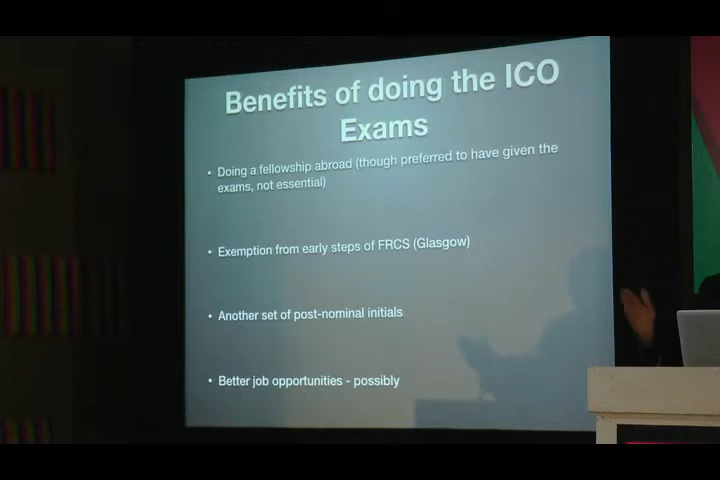 Benefits of doing the ICO
Exams
• Doing a fellowship abroad (though preferred to have given the
exams, not essential)
• Exemption from early steps of FRCS (Glasgow)
• Another set of post-nominal initials
• Better job opportunities - possibly